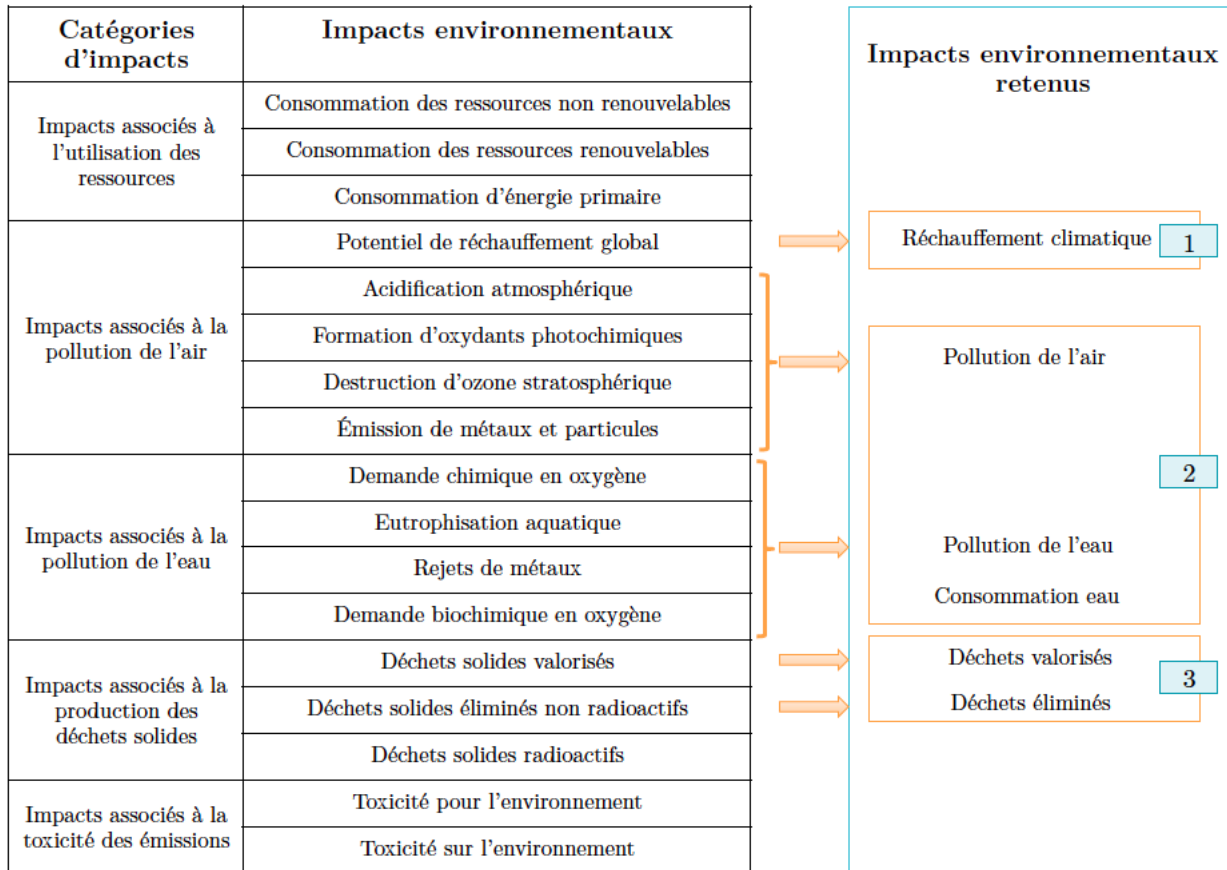 Catégories
d'impacts
Impacts environnementaux
Impacts associés à
l'utilisation des
ressources
Consommation des ressources non renouvelables
Consommation des ressources renouvelables
Consommation d'énergie primaire
Impacts associés à la
pollution de l'air
Potentiel de réchauffement global
Acidification atmosphérique
Formation d'oxydants photochimiques
Destruction d'ozone stratosphérique
Émission de métaux et particules
Impacts associés à la
pollution de l'eau
Demande chimique en oxygène
Eutrophisation aquatique
Rejets de métaux
Demande biochimique en oxygène
Impacts associés à la
production des
déchets solides
Déchets solides valorisés
Déchets solides éliminés non radioactifs
Déchets solides radioactifs
Impacts associés à la
toxicité des émissions
Toxicité pour l'environnement
Toxicité sur l'environnement
Impacts environnementaux
retenus
Réchauffement climatique
1
Pollution de l'air
2
Pollution de l'eau
Consommation eau
Déchets valorisés
3
Déchets éliminés